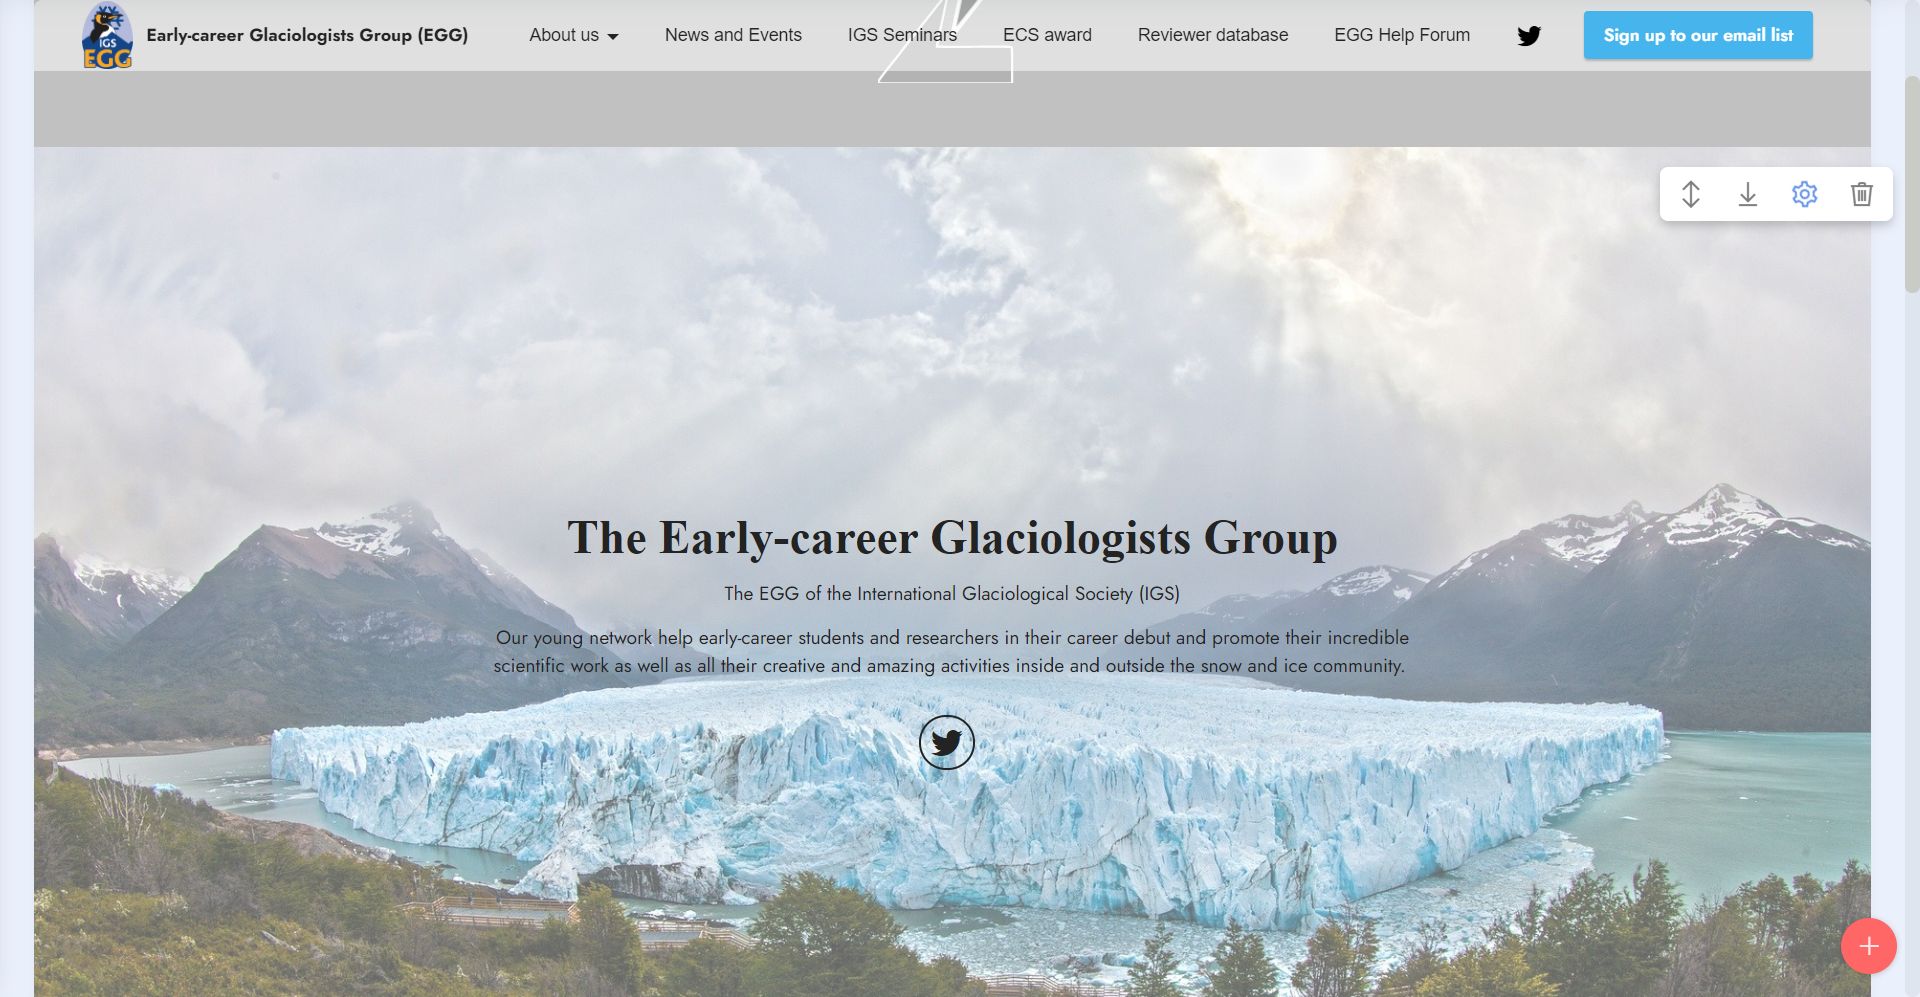 IGS
EGG
Early-career Glaciologists Group (EGG)
About us
News and Events
IGS Seminars
ECS award
Reviewer database
EGG Help Forum
Sign up to our email list
The Early-career Glaciologists Group
The EGG of the International Glaciological Society (IGS)
Our young network help early-career students and researchers in their career debut and promote their incredible
scientific work as well as all their creative and amazing activities inside and outside the snow and ice community.